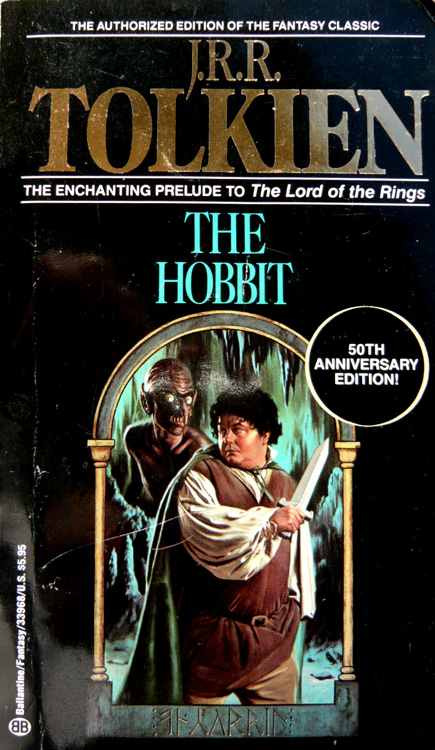 THE AUTHORIZED EDITION OF THE FANTASY CLASSIC
J.R.R.
TOLKIEN
THE ENCHANTING PRELUDE TO The Lord of the Rings
THE
HOBBIT
50TH
ANNIVERSARY
EDITION!
Ballantine/Fantasy/33968/U.S. $5.95
BB